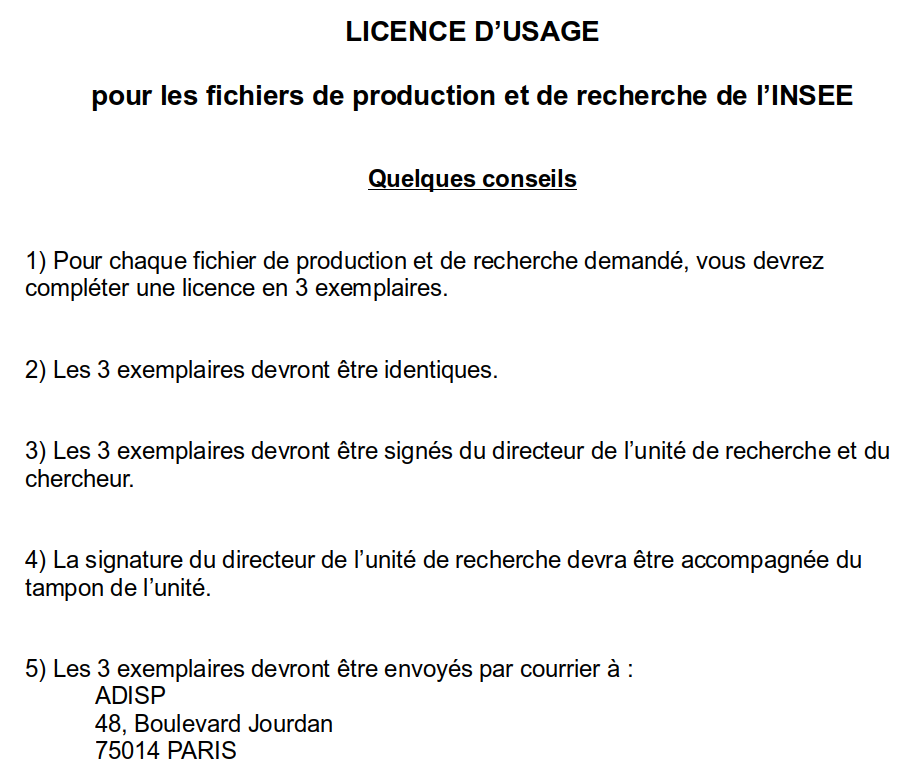 LICENCE D’USAGE
pour les fichiers de production et de recherche de l’INSEE
Quelques conseils
1) Pour chaque fichier de production et de recherche demandé, vous devrez
compléter une licence en 3 exemplaires.
2) Les 3 exemplaires devront être identiques.
3) Les 3 exemplaires devront être signés du directeur de l’unité de recherche et du
chercheur.
4) La signature du directeur de l’unité de recherche devra être accompagnée du
tampon de l’unité.
5) Les 3 exemplaires devront être envoyés par courrier à :
ADISP
48, Boulevard Jourdan
75014 PARIS